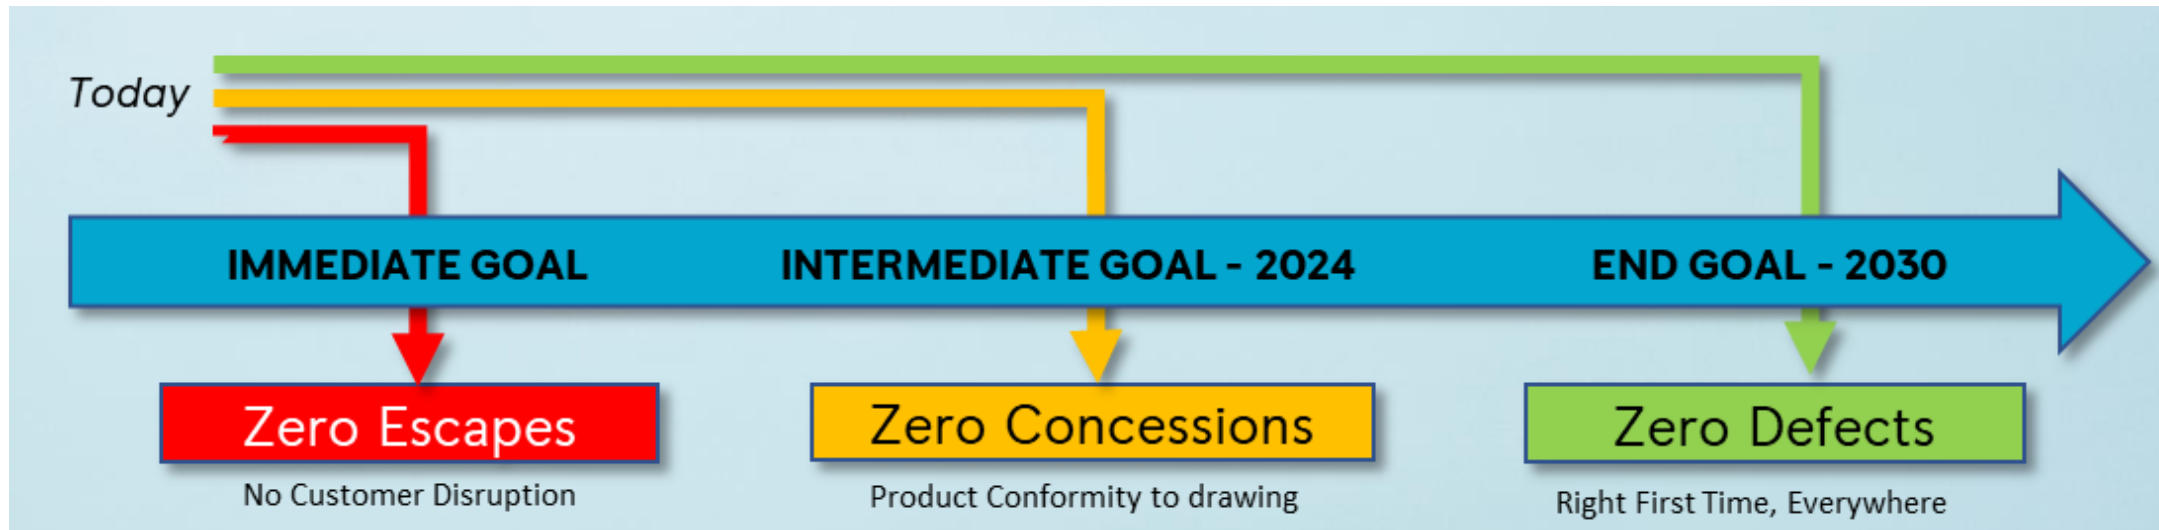 Today
IMMEDIATE GOAL
INTERMEDIATE GOAL - 2024
END GOAL - 2030
Zero Escapes
Zero Concessions
Zero Defects
No Customer Disruption
Product Conformity to drawing
Right First Time, Everywhere